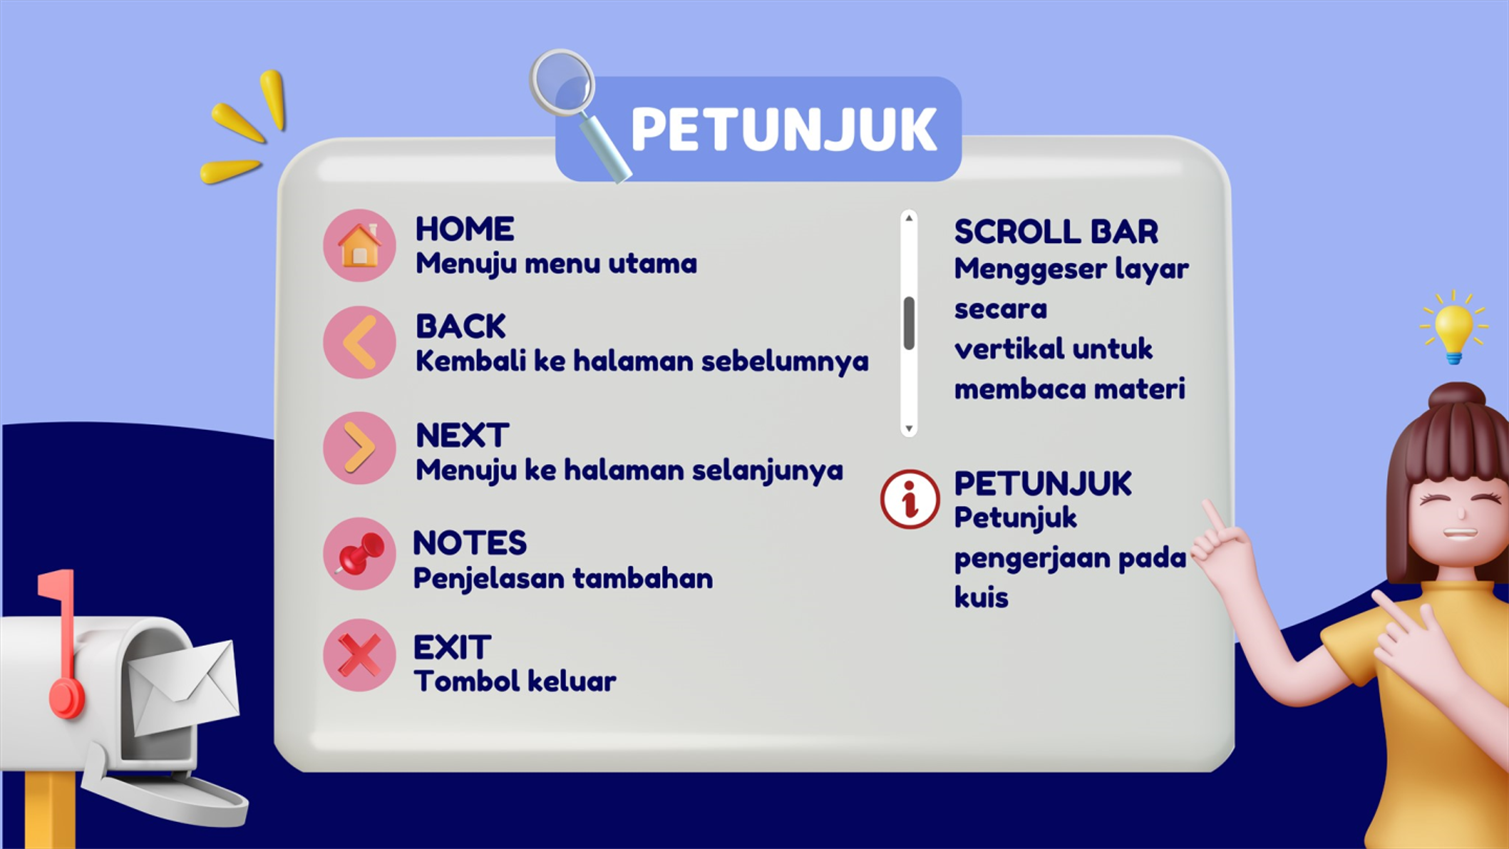 PETUNJUK
HOME
Menuju menu utama
BACK
Kembali ke halaman sebelumnya
NEXT
Menuju ke halaman selanjunya
NOTES
Penjelasan tambahan
EXIT
Tombol keluar
SCROLL BAR
Menggeser layar
secara
vertikal untuk
membaca materi
i
PETUNJUK
Petunjuk
pengerjaan pada
kuis